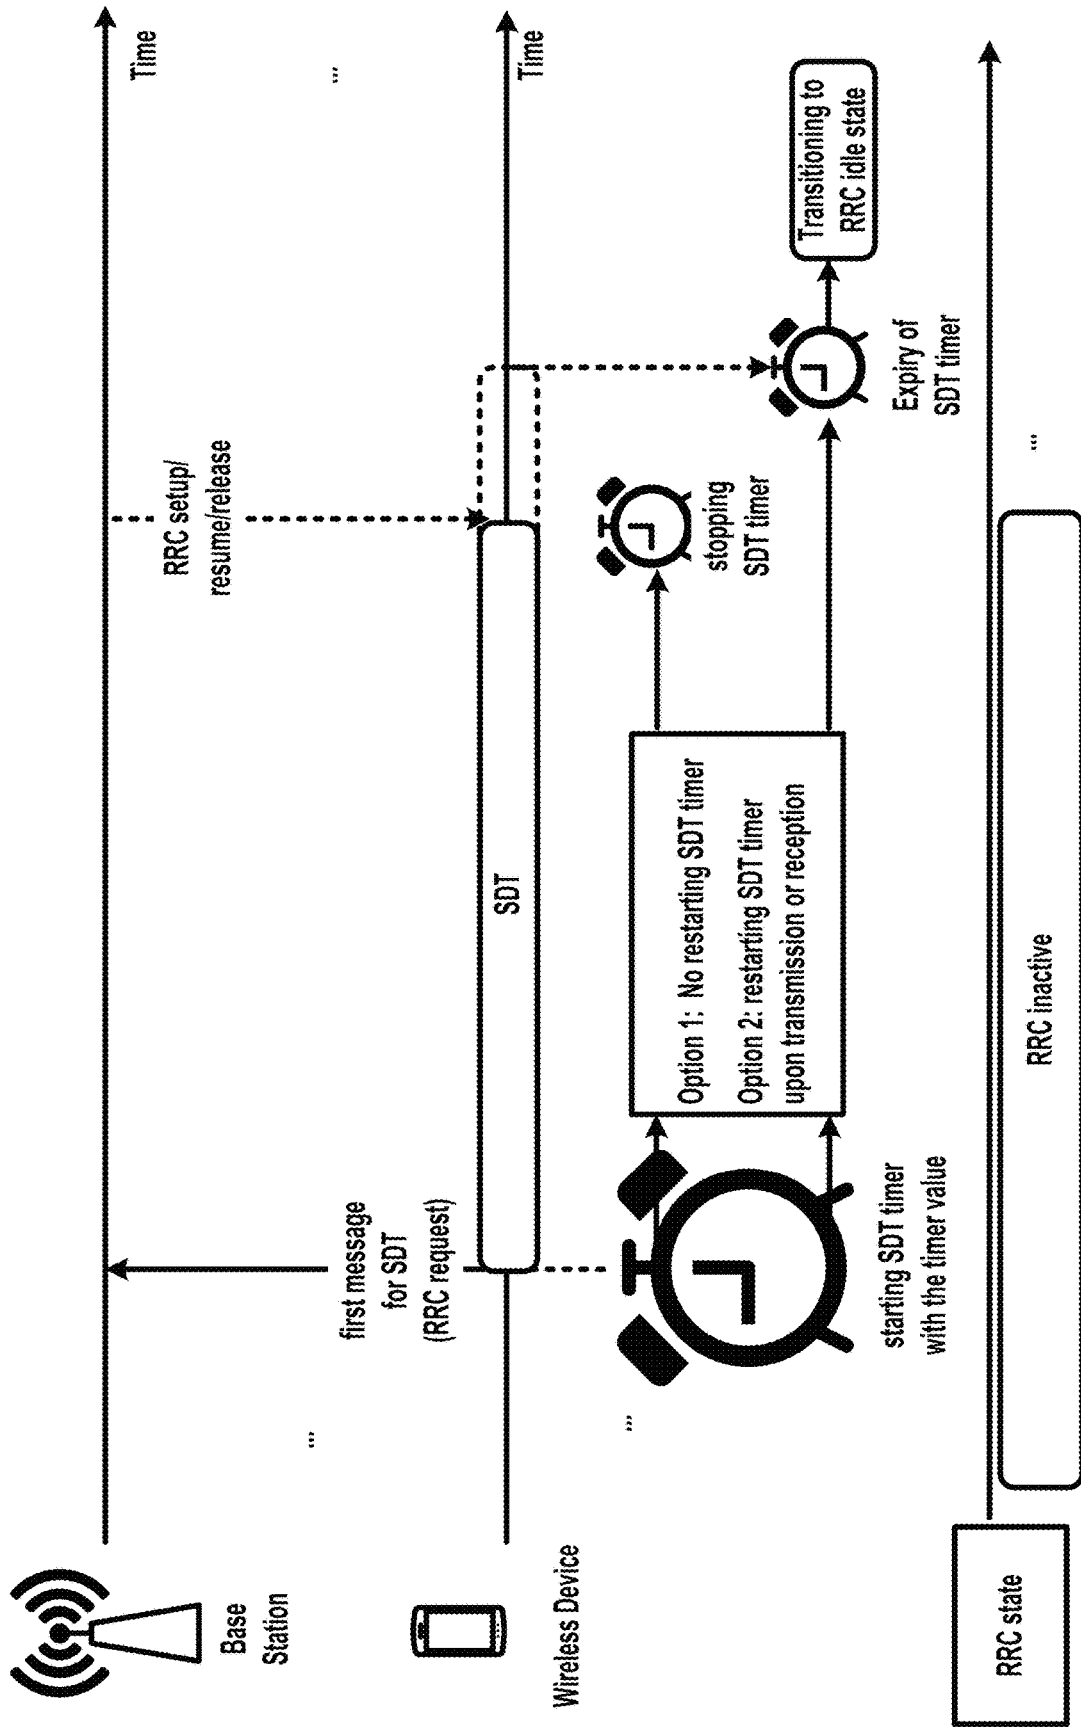 Base
Station
Time
RRC setup/
resume/release
first message
for SDT
(RRC request)
...
...
Wireless Device
SDT
Time
...
starting SDT timer
with the timer value
Option 1: No restarting SDT timer
Option 2: restarting SDT timer
upon transmission or reception
stopping
SDT timer
Expiry of
SDT timer
Transitioning to
RRC idle state
RRC state
RRC inactive
...